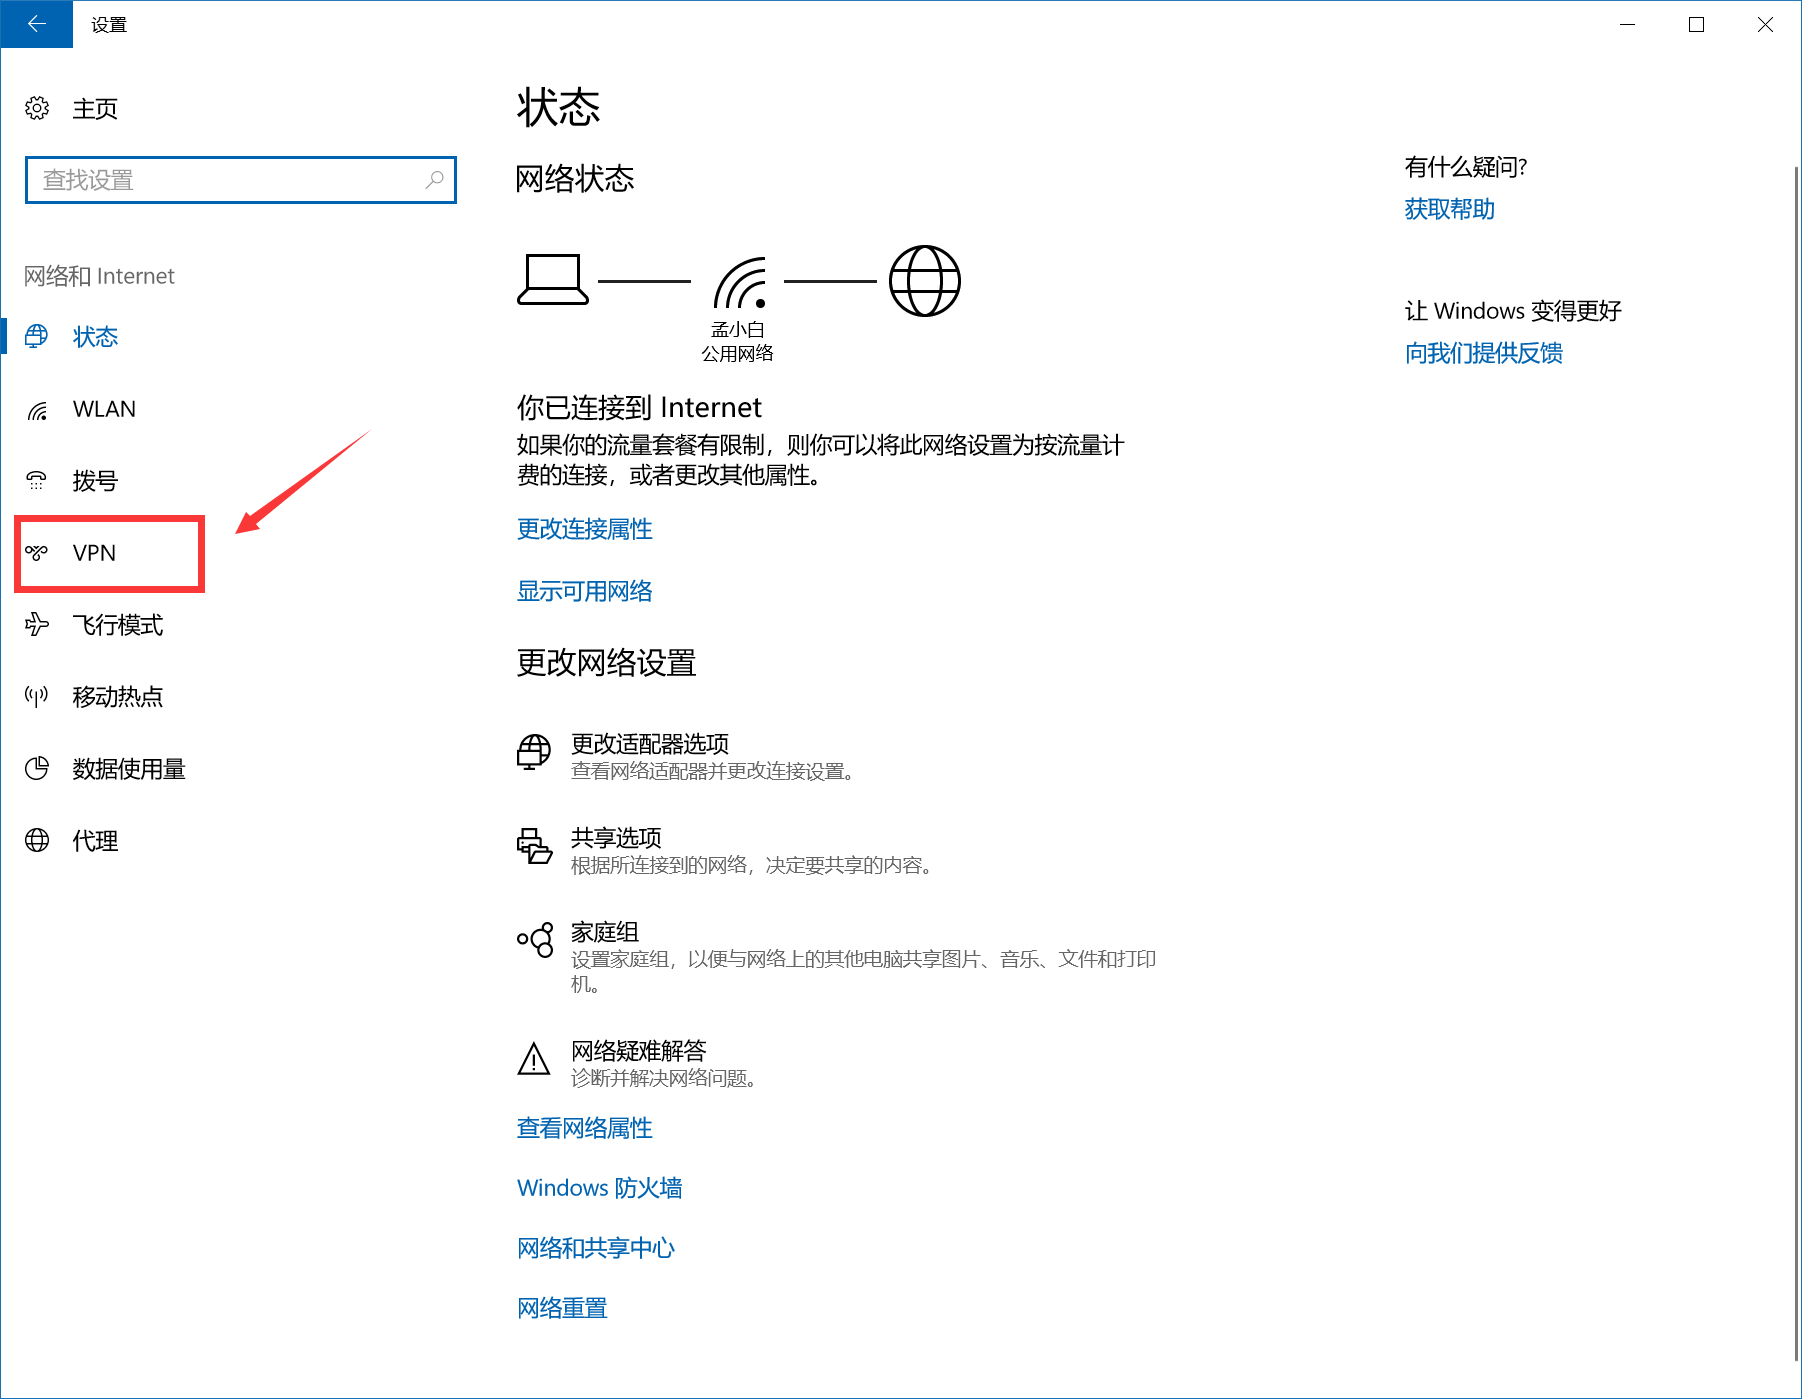 设置
主页
查找设置
网络和 Internet
状态
WLAN
拨号
VPN
飞行模式
移动热点
数据使用量
代理
状态
网络状态
孟小白
公用网络
你已连接到 Internet
如果你的流量套餐有限制，则你可以将此网络设置为按流量计
费的连接，或者更改其他属性。
更改连接属性
显示可用网络
更改网络设置
更改适配器选项
查看网络适配器并更改连接设置。
共享选项
根据所连接到的网络，决定要共享的内容。
家庭组
设置家庭组，以便与网络上的其他电脑共享图片、音乐、文件和打印
机。
网络疑难解答
诊断并解决网络问题。
查看网络属性
Windows 防火墙
网络和共享中心
网络重置
有什么疑问?
获取帮助
让 Windows 变得更好
向我们提供反馈